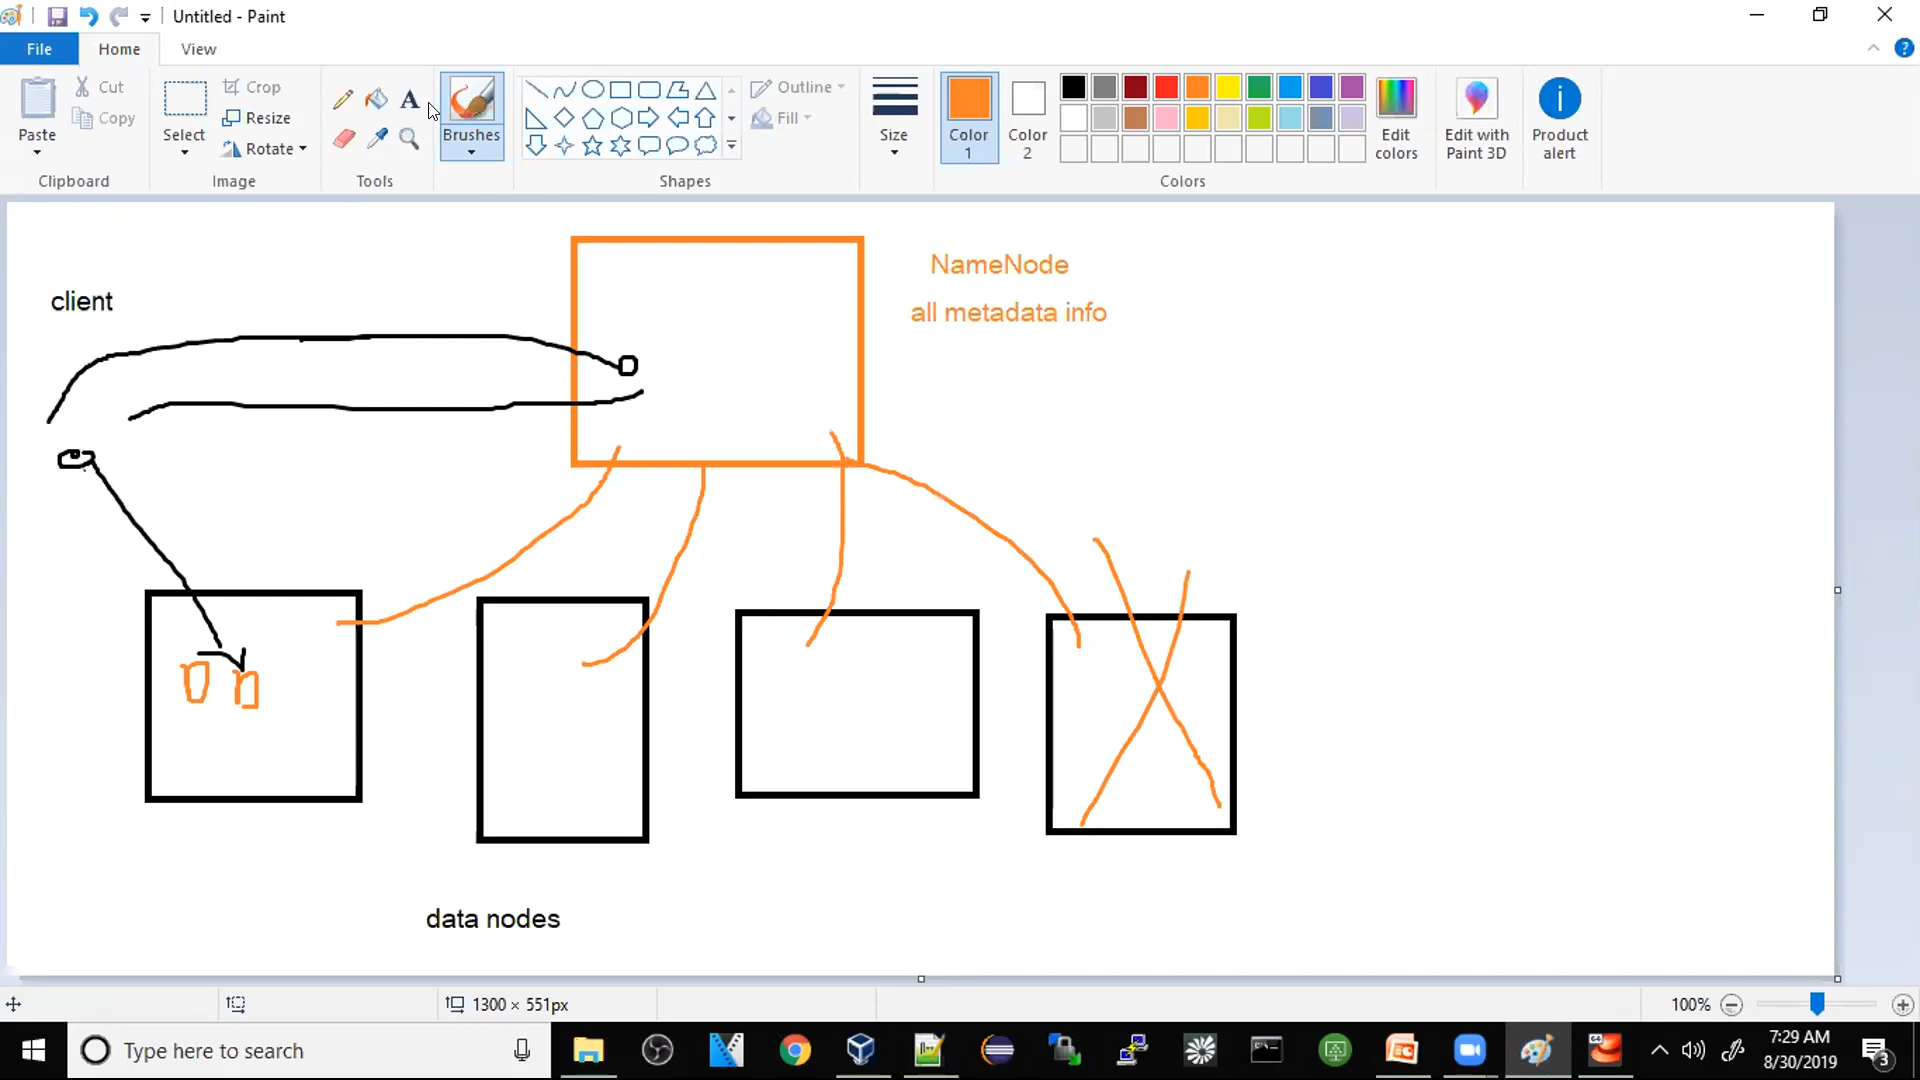 Untitled - Paint
File
Home
View
Paste
Cut
Copy
Clipboard
Select
Crop
Resize
Rotate
Image
Tools
Brushes
Shapes
Outline
Fill
Size
Color 1
Color 2
Edit colors
Edit with Paint 3D
Product alert
Colors
NameNode
all metadata info
client
data nodes
1300 × 551px
100%
Type here to search
7:29 AM
8/30/2019
3